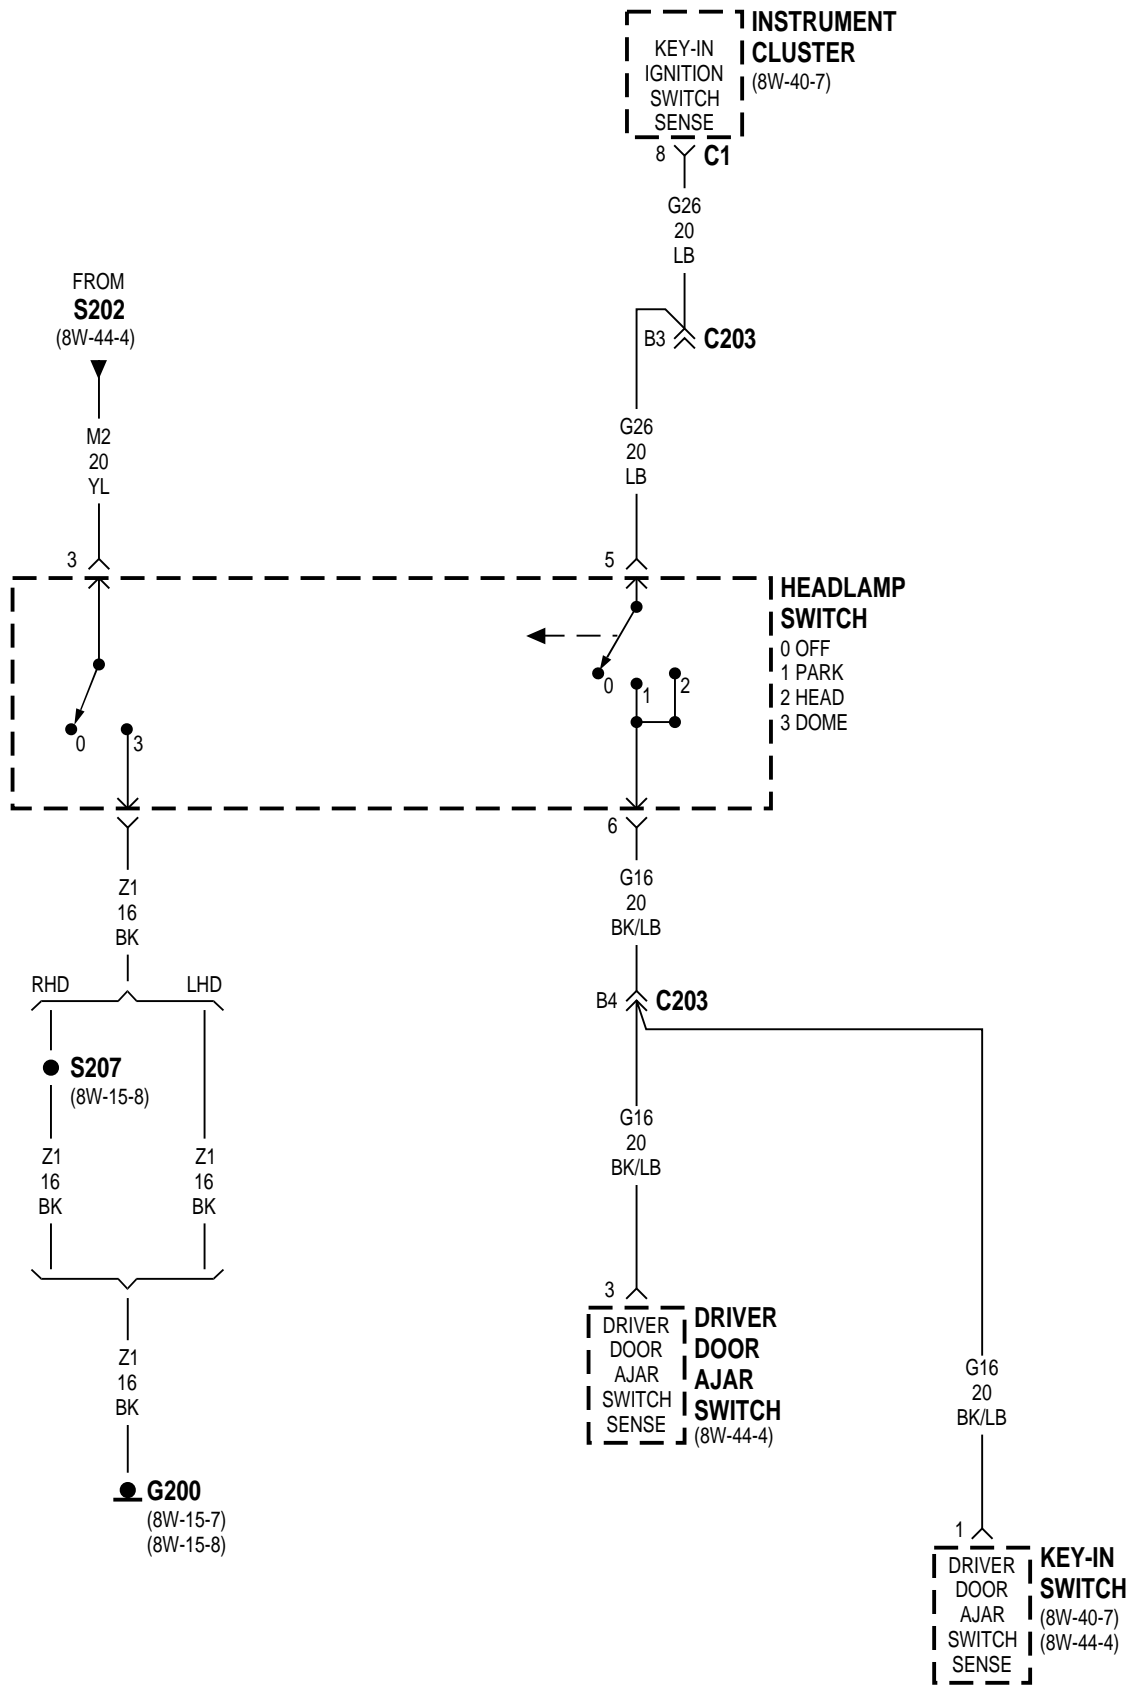 INSTRUMENT
CLUSTER
(8W-40-7)
KEY-IN
IGNITION
SWITCH
SENSE
8
C1
G26
20
LB
FROM
S202
(8W-44-4)
B3
C203
M2
20
YL
G26
20
LB
3
5
HEADLAMP
SWITCH
0 OFF
1 PARK
2 HEAD
3 DOME
0
1
2
0
3
6
Z1
16
BK
G16
20
BK/LB
RHD
LHD
B4
C203
S207
(8W-15-8)
G16
20
BK/LB
Z1
16
BK
Z1
16
BK
3
DRIVER
DOOR
AJAR
SWITCH
SENSE
DRIVER
DOOR
AJAR
SWITCH
(8W-44-4)
Z1
16
BK
G16
20
BK/LB
G200
(8W-15-7)
(8W-15-8)
1
DRIVER
DOOR
AJAR
SWITCH
SENSE
KEY-IN
SWITCH
(8W-40-7)
(8W-44-4)